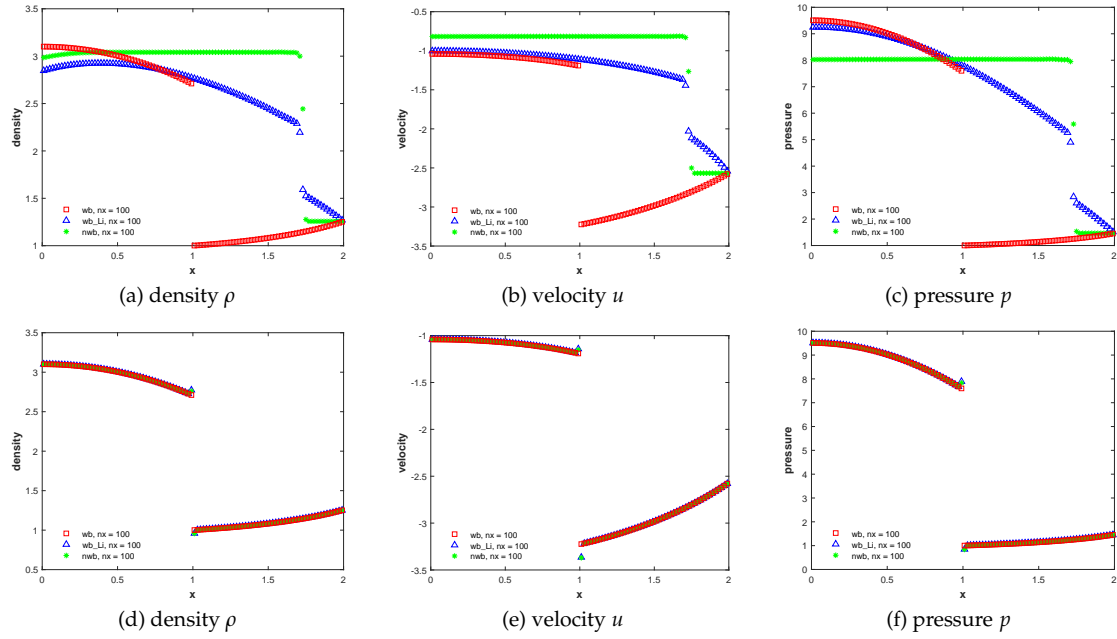 3.5
3
2.5
2
1.5
1
density
wb, nx = 100
wb_Li, nx = 100
nwb, nx = 100
0 0.5 1 1.5 2
x
(a) density ρ
-0.5
-1
-1.5
-2
-2.5
-3
-3.5
velocity
wb, nx = 100
wb_Li, nx = 100
nwb, nx = 100
0 0.5 1 1.5 2
x
(b) velocity u
10
9
8
7
6
5
4
3
2
1
pressure
wb, nx = 100
wb_Li, nx = 100
nwb, nx = 100
0 0.5 1 1.5 2
x
(c) pressure p
3.5
3
2.5
2
1.5
1
0.5
density
wb, nx = 100
wb_Li, nx = 100
nwb, nx = 100
0 0.5 1 1.5 2
x
(d) density ρ
-1
-1.5
-2
-2.5
-3
-3.5
velocity
wb, nx = 100
wb_Li, nx = 100
nwb, nx = 100
0 0.5 1 1.5 2
x
(e) velocity u
10
9
8
7
6
5
4
3
2
1
0
pressure
wb, nx = 100
wb_Li, nx = 100
nwb, nx = 100
0 0.5 1 1.5 2
x
(f) pressure p